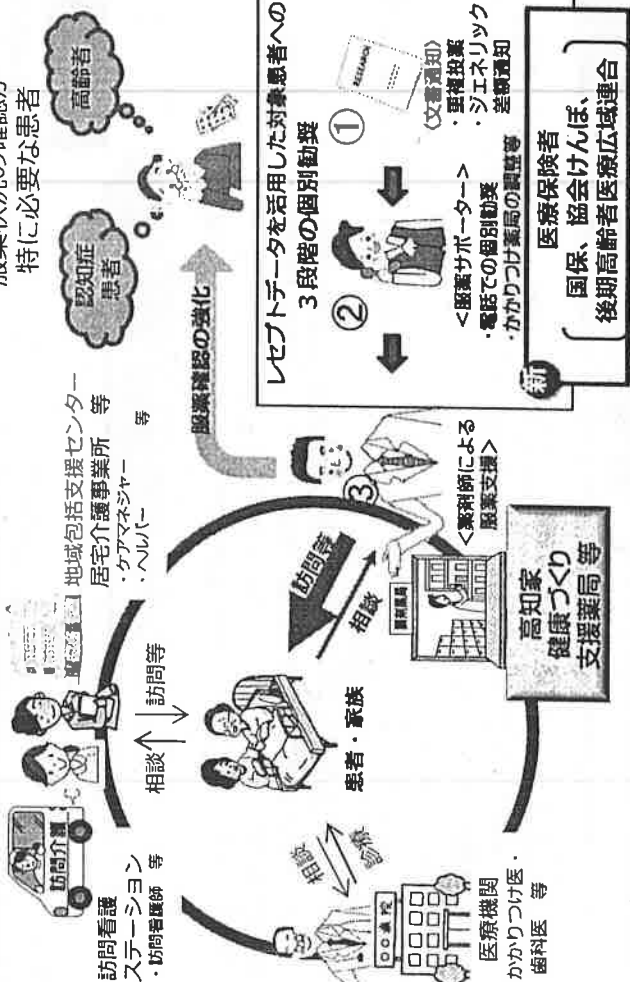 特に必要な患者
認知症
患者
高齢者
服薬確認の強化
地域包括支援センター
居宅介護事業所 等
・ケアマネジャー
・ヘルパー 等
訪問介護
訪問看護
ステーション
・訪問看護師 等
相談
訪問等
患者・家族
訪問等
相談
相談
診療
○○病院
医療機関
かかりつけ医・
歯科医 等
③
<薬剤師による
服薬支援>
高知家
健康づくり
支援薬局 等
レセプトデータを活用した対象患者への
3段階の個別勧奨
①
<文書通知>
・重複投薬
・ジェネリック
差額通知
②
<服薬サポーター>
・電話での個別勧奨
・かかりつけ薬局の調整等
新
医療保険者
国保、協会けんぽ、
後期高齢者医療広域連合